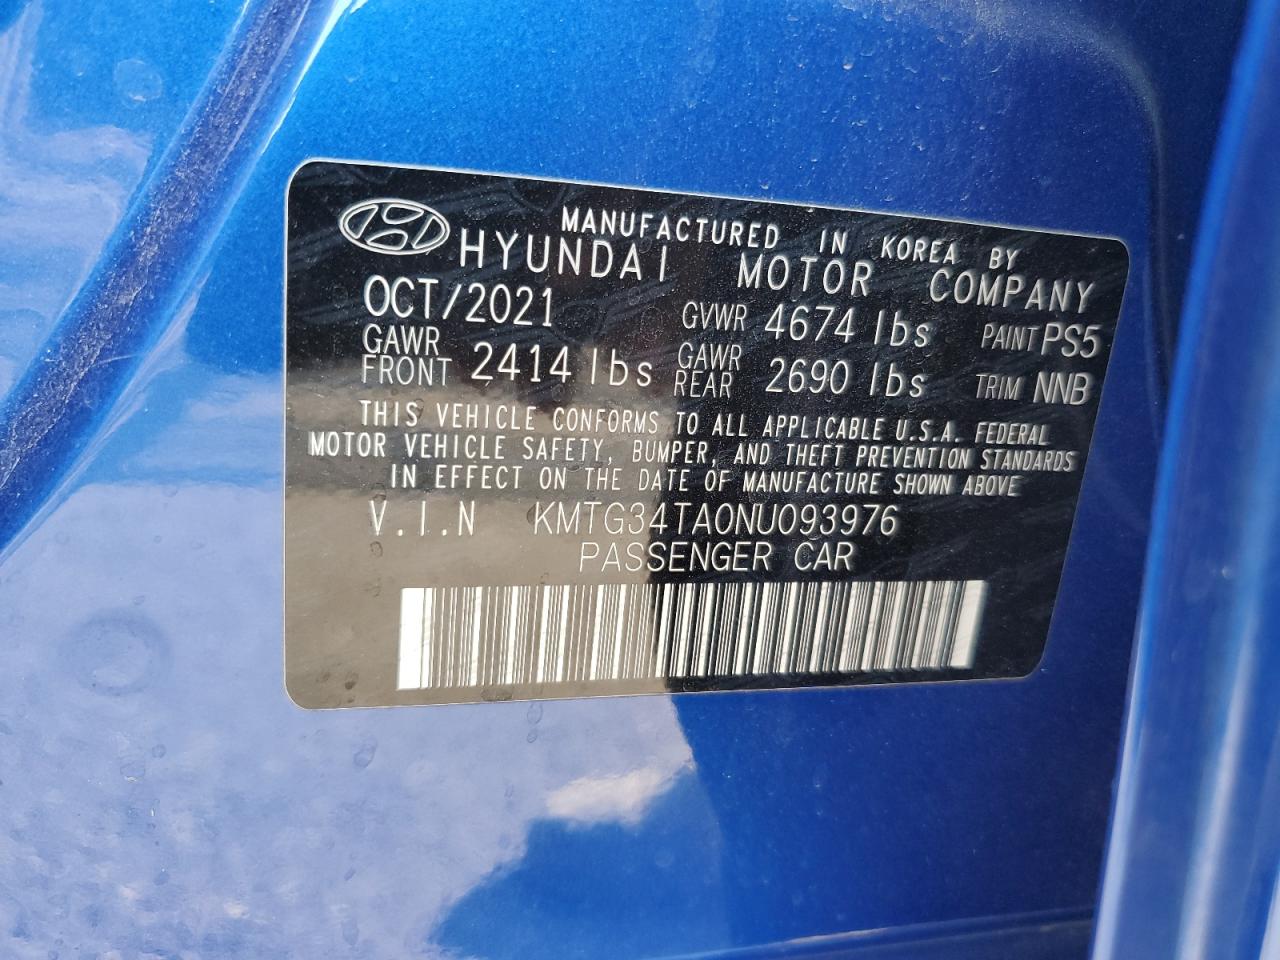 MANUFACTURED IN KOREA BY
HYUNDAI MOTOR COMPANY
OCT/2021 GVWR 4674 lbs PAINT PS5
GAWR FRONT 2414 lbs GAWR REAR 2690 lbs TRIM NNB
THIS VEHICLE CONFORMS TO ALL APPLICABLE U.S.A. FEDERAL
MOTOR VEHICLE SAFETY, BUMPER, AND THEFT PREVENTION STANDARDS
IN EFFECT ON THE DATE OF MANUFACTURE SHOWN ABOVE
V.I.N KMTG34TA0NU093976
PASSENGER CAR